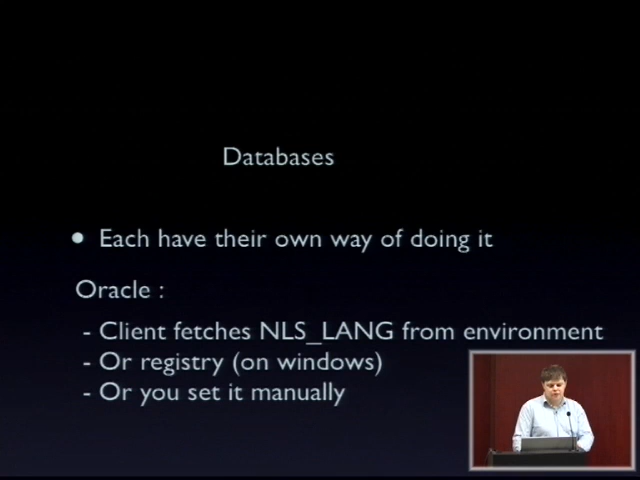 Databases
• Each have their own way of doing it
Oracle :
- Client fetches NLS_LANG from environment
- Or registry (on windows)
- Or you set it manually